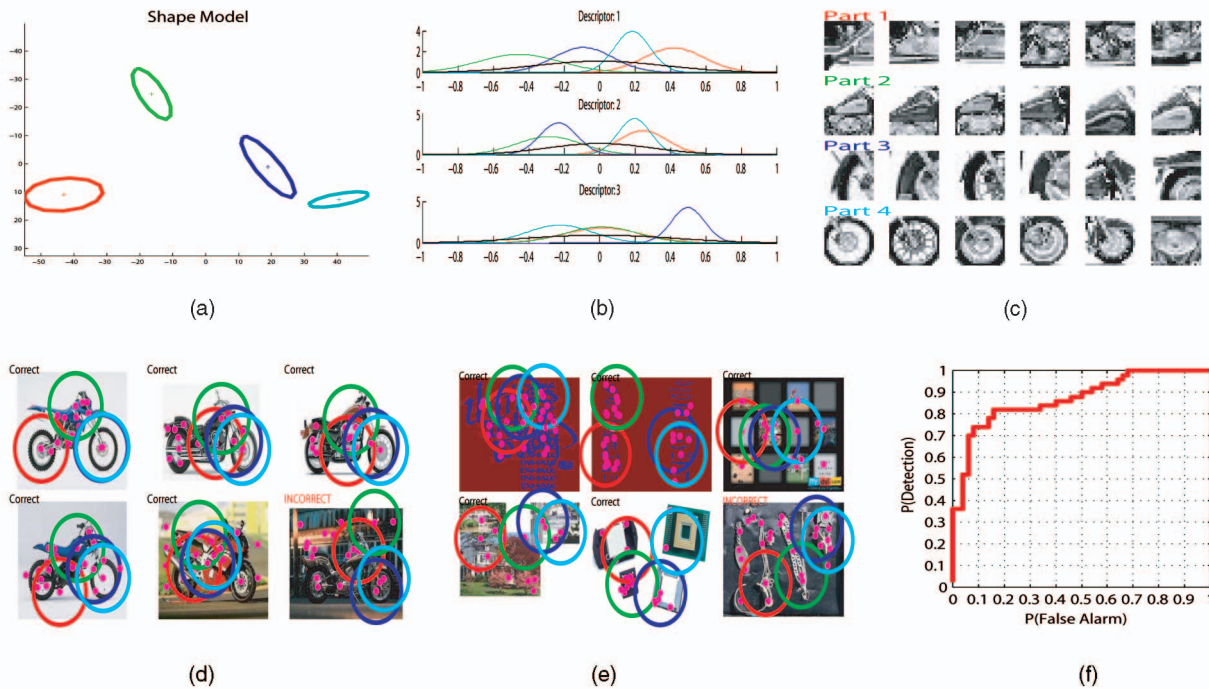 Shape Model
−40
−30
−20
−10
0
10
20
30
−50 −40 −30 −20 −10 0 10 20 30 40
(a)
Descriptor: 1
4
2
0
−1 −0.8 −0.6 −0.4 −0.2 0 0.2 0.4 0.6 0.8 1
Descriptor: 2
5
0
−1 −0.8 −0.6 −0.4 −0.2 0 0.2 0.4 0.6 0.8 1
Descriptor: 3
5
0
−1 −0.8 −0.6 −0.4 −0.2 0 0.2 0.4 0.6 0.8 1
(b)
Part 1
Part 2
Part 3
Part 4
(c)
Correct Correct Correct
Correct Correct INCORRECT
(d)
Correct Correct Correct
Correct Correct INCORRECT
(e)
1
0.9
0.8
0.7
0.6
0.5
0.4
0.3
0.2
0.1
0
P(Detection)
0 0.1 0.2 0.3 0.4 0.5 0.6 0.7 0.8 0.9 1
P(False Alarm)
(f)